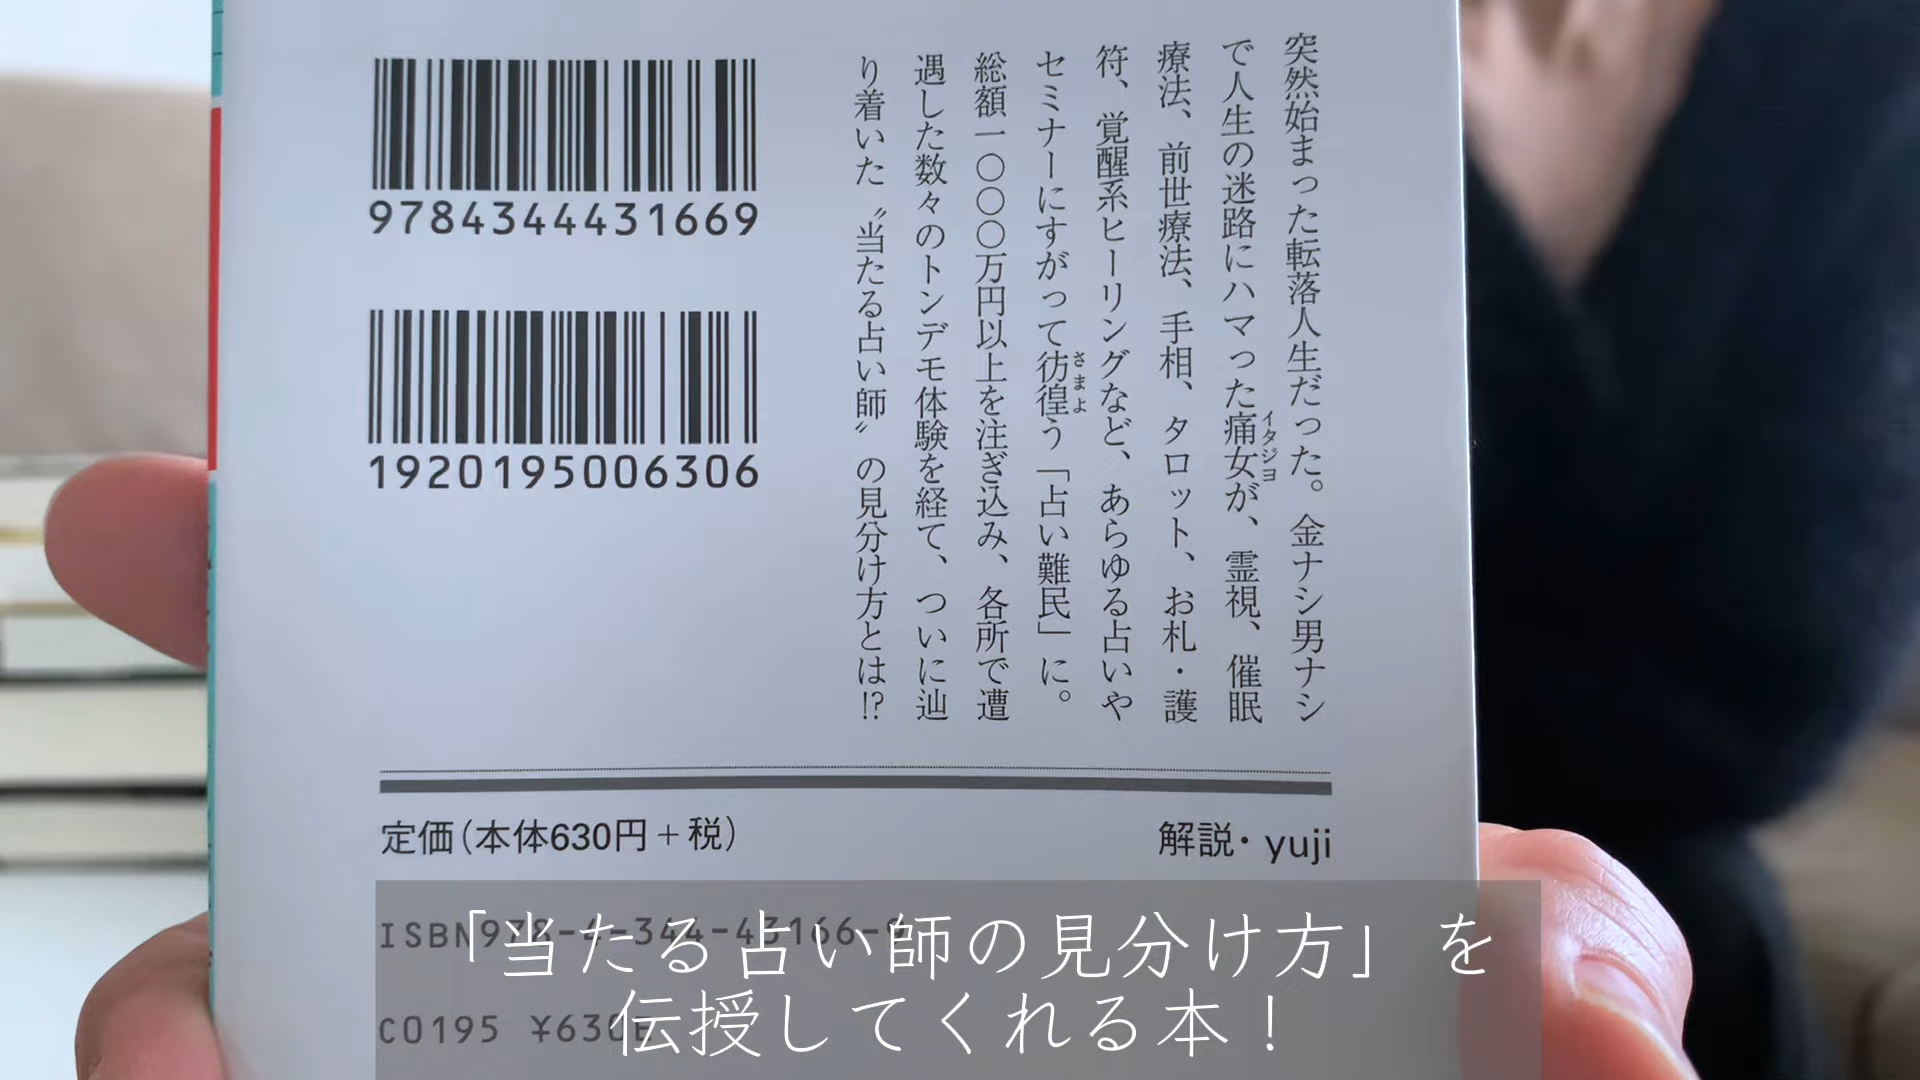 突然始まった転落人生だった。金ナシ男ナシ
で人生の迷路にハマった痛女が、霊視、催眠
イタジヨ
療法、前世療法、手相、タロット、お札・護
符、覚醒系ヒーリングなど、あらゆる占いや
セミナーにすがって彷徨う「占い難民」に。
さまよ
総額一〇〇〇万円以上を注ぎ込み、各所で遭
遇した数々のトンデモ体験を経て、ついに辿
り着いた〝当たる占い師〟の見分け方とは!?
9784344431669
1920195006306
定価(本体630円+税)
解説・yuji
ISBN978-4-344-43166-9
C0195 ¥630E
「当たる占い師の見分け方」を
伝授してくれる本！